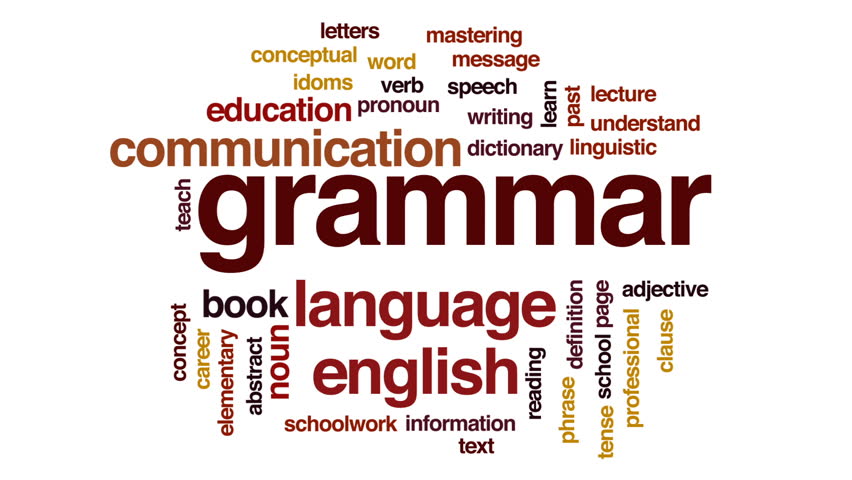 letters
mastering
conceptual
word
message
idoms
verb
speech
learn
past
lecture
education
pronoun
writing
understand
communication
dictionary
linguistic
teach
grammar
book
language
definition
page
adjective
concept
career
elementary
abstract
noun
english
reading
phrase
school
tense
professional
clause
schoolwork
information
text